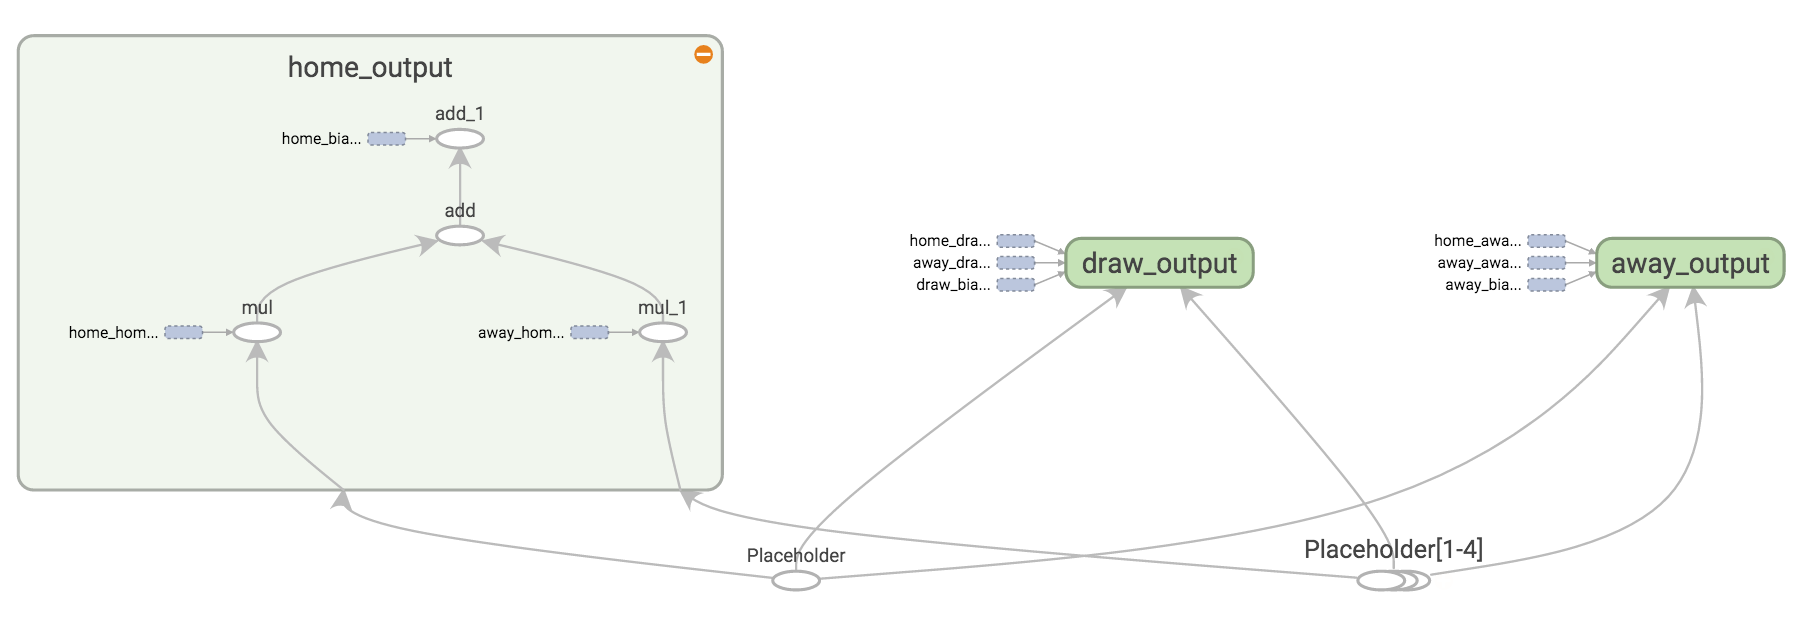 home_output
add_1
home_bia...
add
mul
home_hom...
mul_1
away_hom...
home_dra...
away_dra...
draw_bia...
draw_output
home_awa...
away_awa...
away_bia...
away_output
Placeholder
Placeholder[1-4]